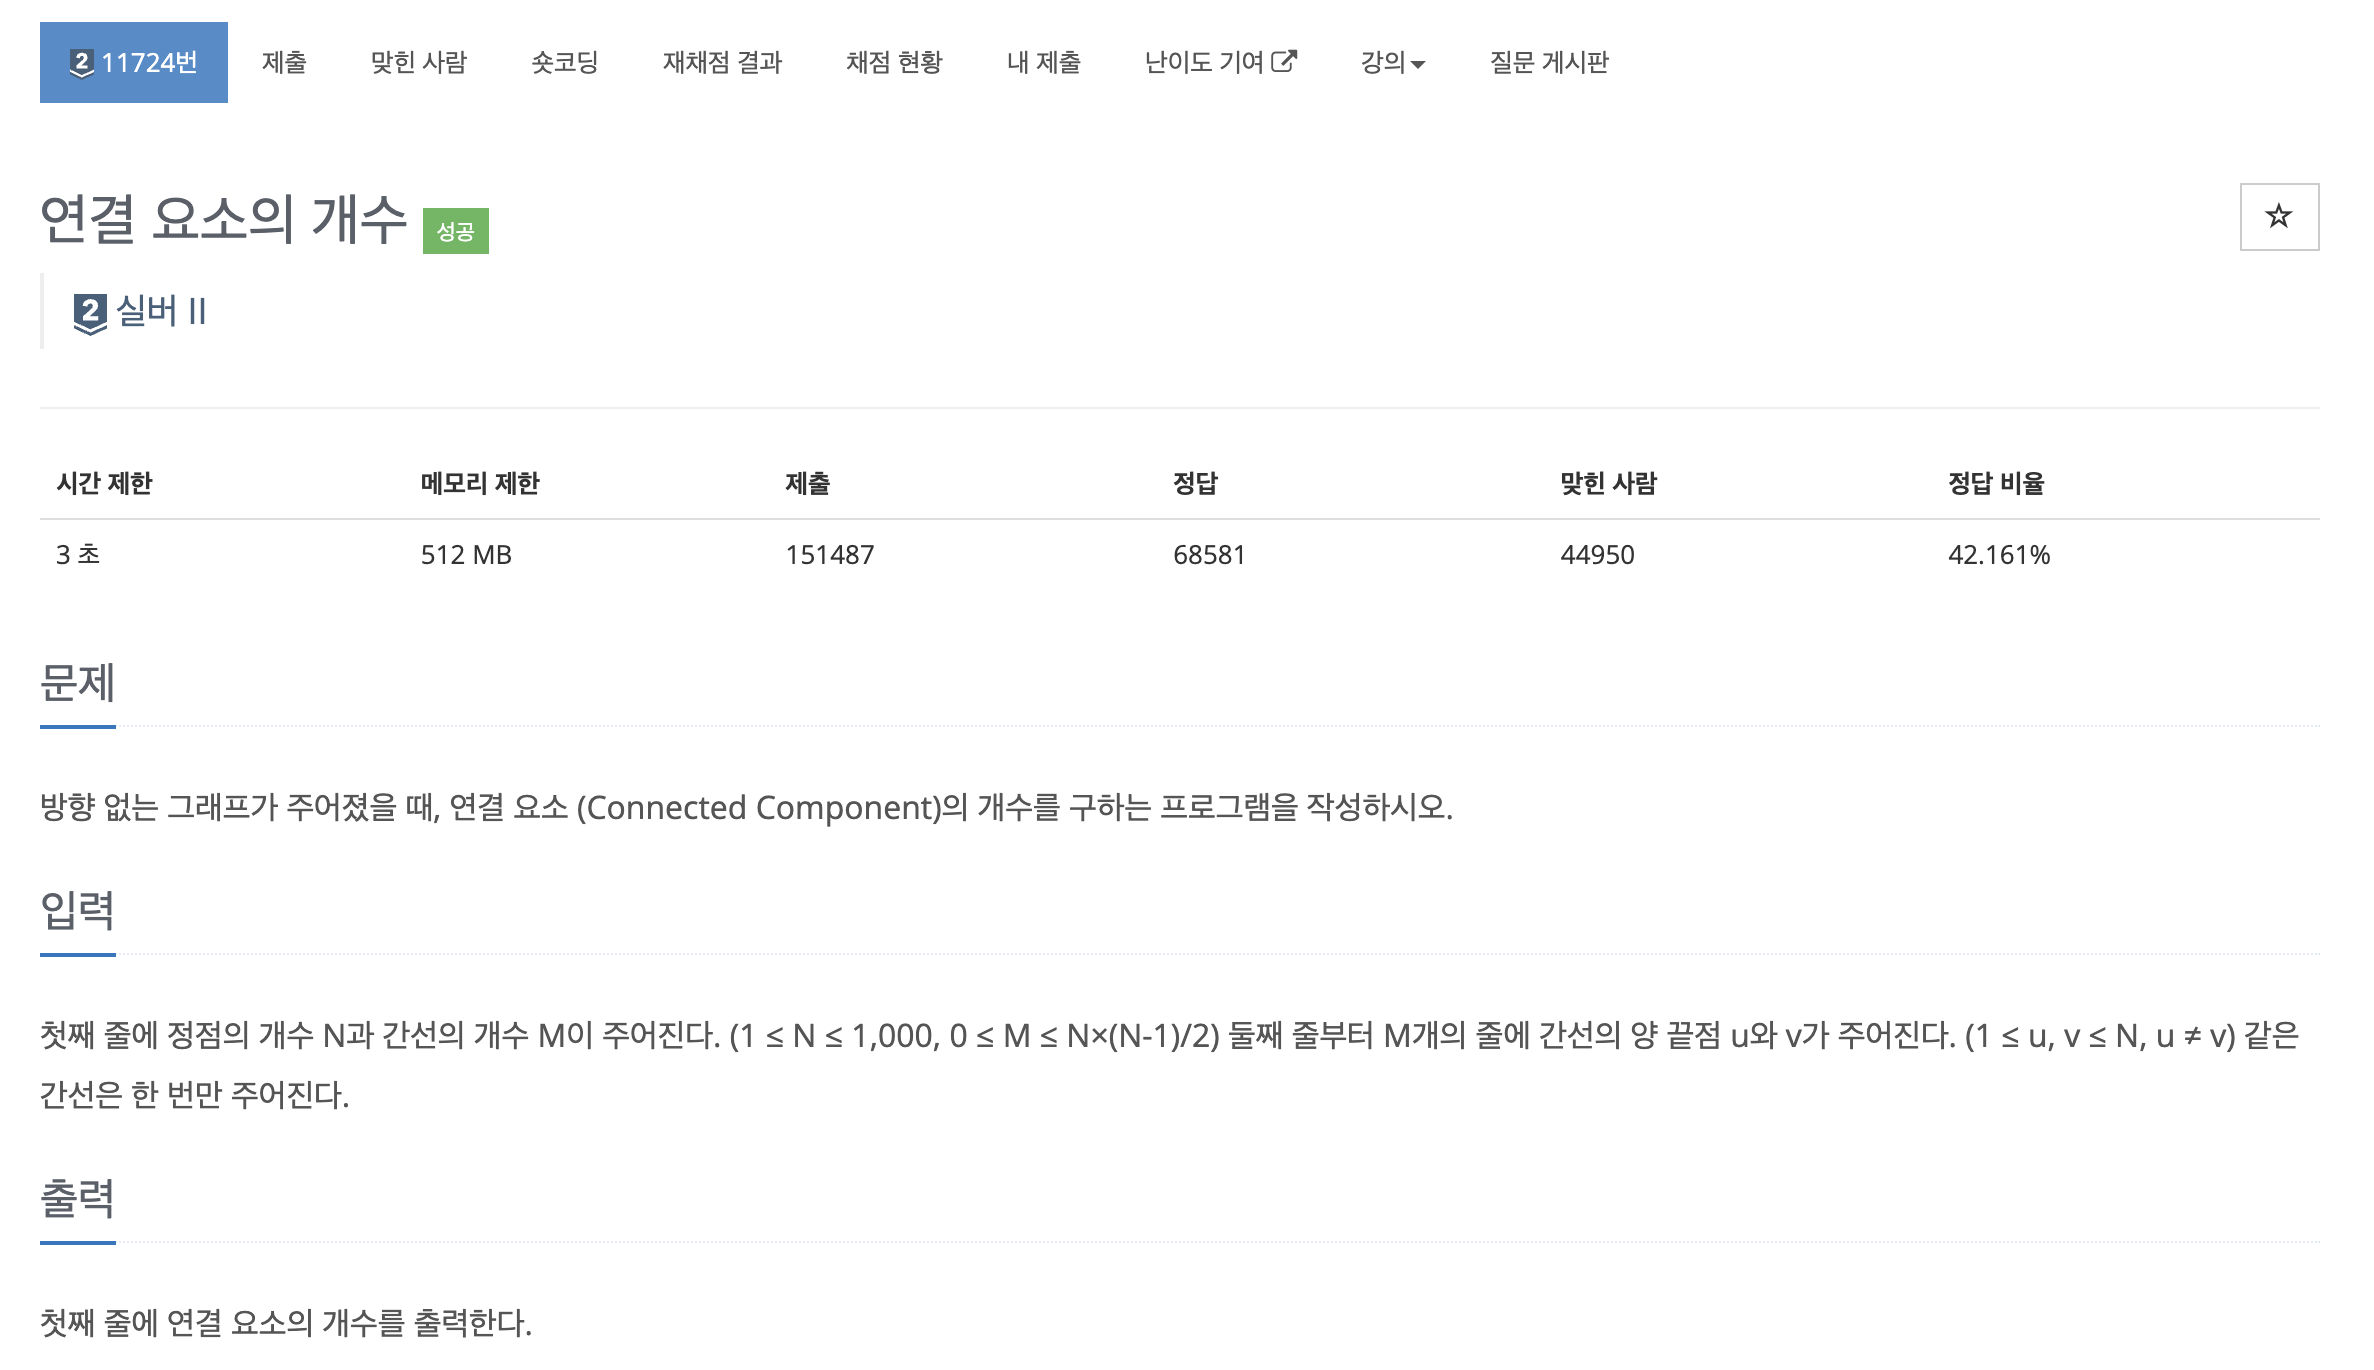 2 11724번 제출 맞힌 사람 숏코딩 재채점 결과 채점 현황 내 제출 난이도 기여 강의 질문 게시판
연결 요소의 개수 성공
2 실버 II
시간 제한 메모리 제한 제출 정답 맞힌 사람 정답 비율
3 초 512 MB 151487 68581 44950 42.161%
문제
방향 없는 그래프가 주어졌을 때, 연결 요소 (Connected Component)의 개수를 구하는 프로그램을 작성하시오.
입력
첫째 줄에 정점의 개수 N과 간선의 개수 M이 주어진다. (1 ≤ N ≤ 1,000, 0 ≤ M ≤ N×(N-1)/2) 둘째 줄부터 M개의 줄에 간선의 양 끝점 u와 v가 주어진다. (1 ≤ u, v ≤ N, u ≠ v) 같은
간선은 한 번만 주어진다.
출력
첫째 줄에 연결 요소의 개수를 출력한다.